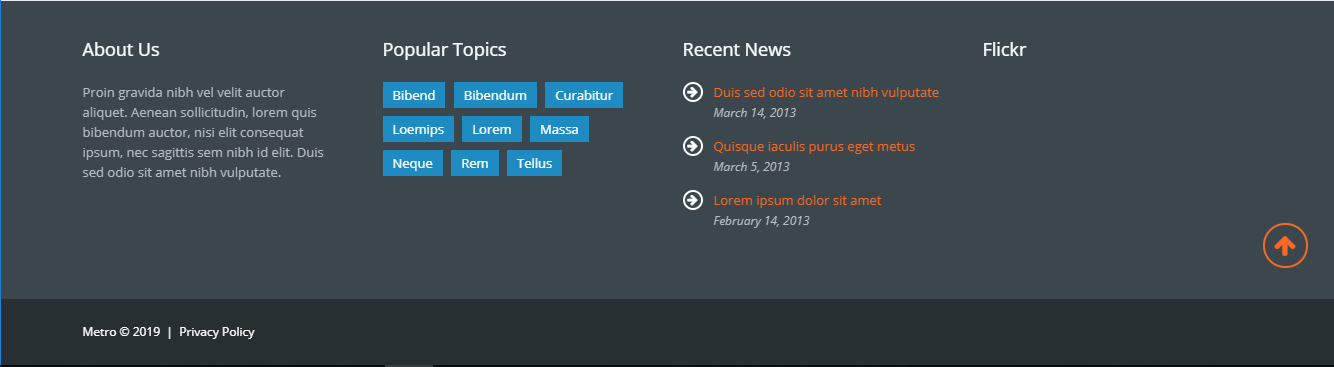 About Us
Proin gravida nibh vel velit auctor
aliquet. Aenean sollicitudin, lorem quis
bibendum auctor, nisi elit consequat
ipsum, nec sagittis sem nibh id elit. Duis
sed odio sit amet nibh vulputate.
Popular Topics
Bibend Bibendum Curabitur
Loemips Lorem Massa
Neque Rem Tellus
Recent News
Duis sed odio sit amet nibh vulputate
March 14, 2013
Quisque iaculis purus eget metus
March 5, 2013
Lorem ipsum dolor sit amet
February 14, 2013
Flickr
Metro © 2019 | Privacy Policy